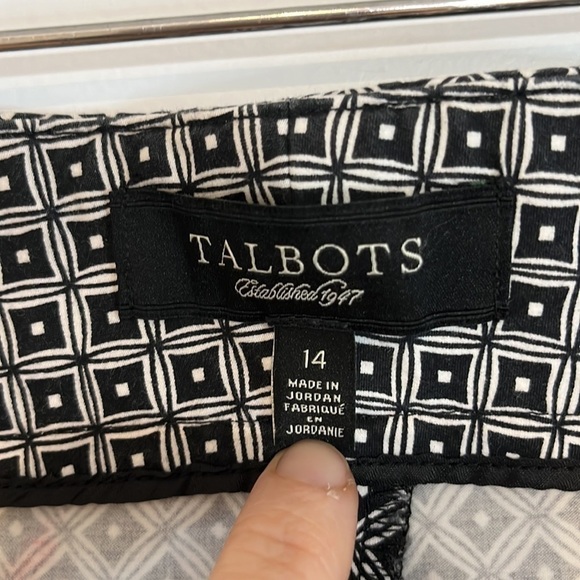 TALBOTS
Established 1947
14
MADE IN
JORDAN
FABRIQUÉ
EN
JORDANIE